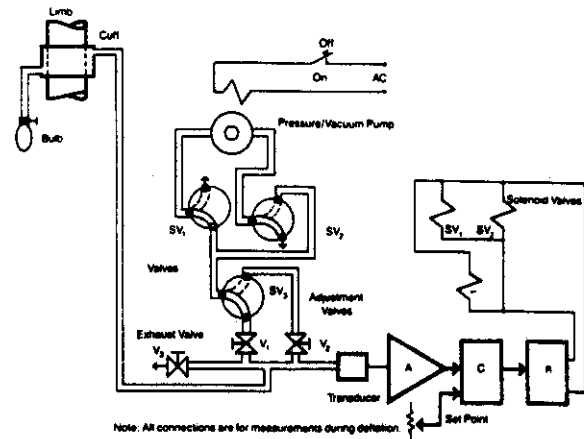 Limb
Cuff
Bulb
Off
On
AC
Pressure/Vacuum Pump
SV1
SV2
Valves
SV3
Adjustment
Valves
Exhaust Valve
V3
V1
V2
Solenoid Valves
SV1
SV2
Transducer
A
C
R
Set Point
Note: All connections are for measurements during deflation.